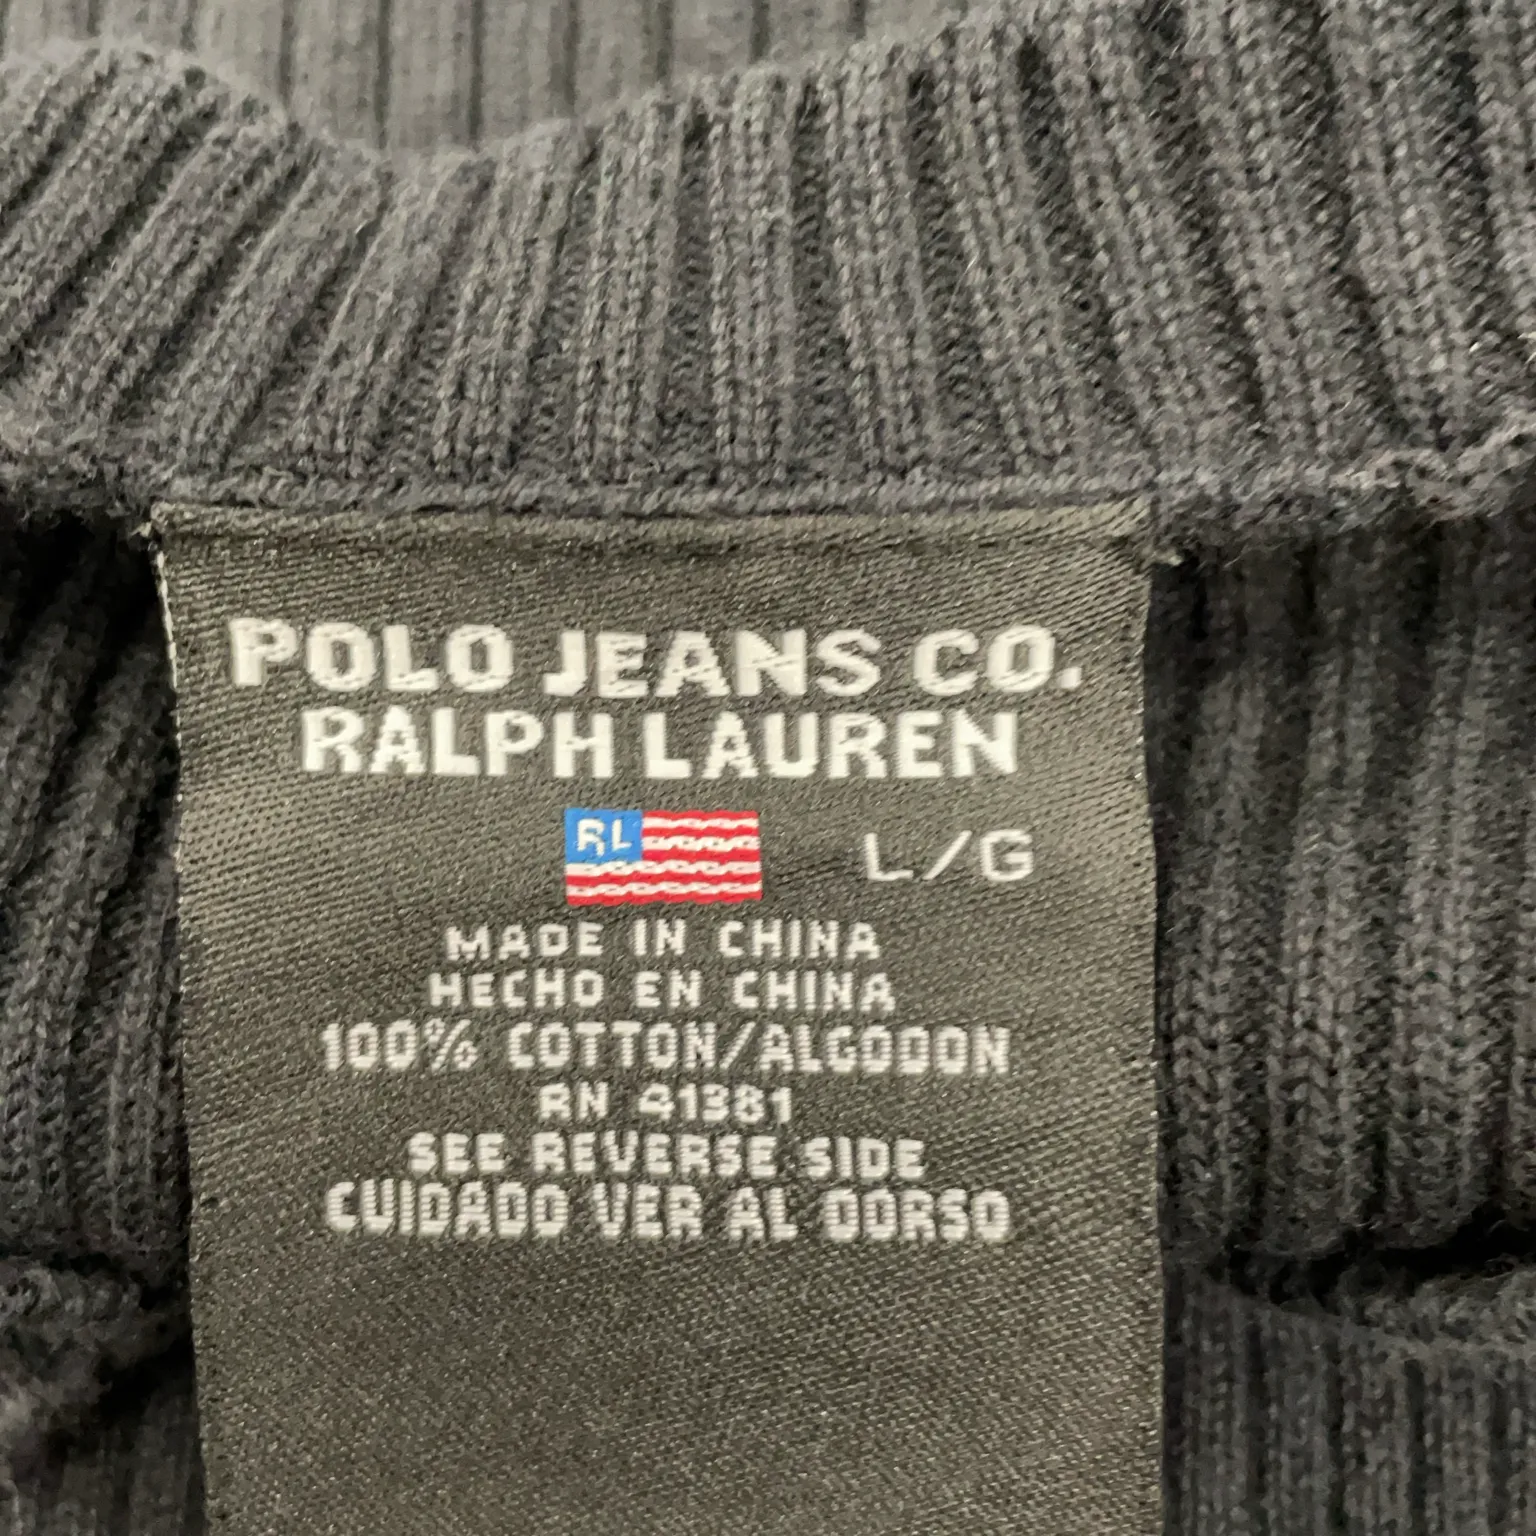 POLO JEANS CO.
RALPH LAUREN
RL
L/G
MADE IN CHINA
HECHO EN CHINA
100% COTTON/ALGODON
RN 41381
SEE REVERSE SIDE
CUIDADO VER AL DORSO